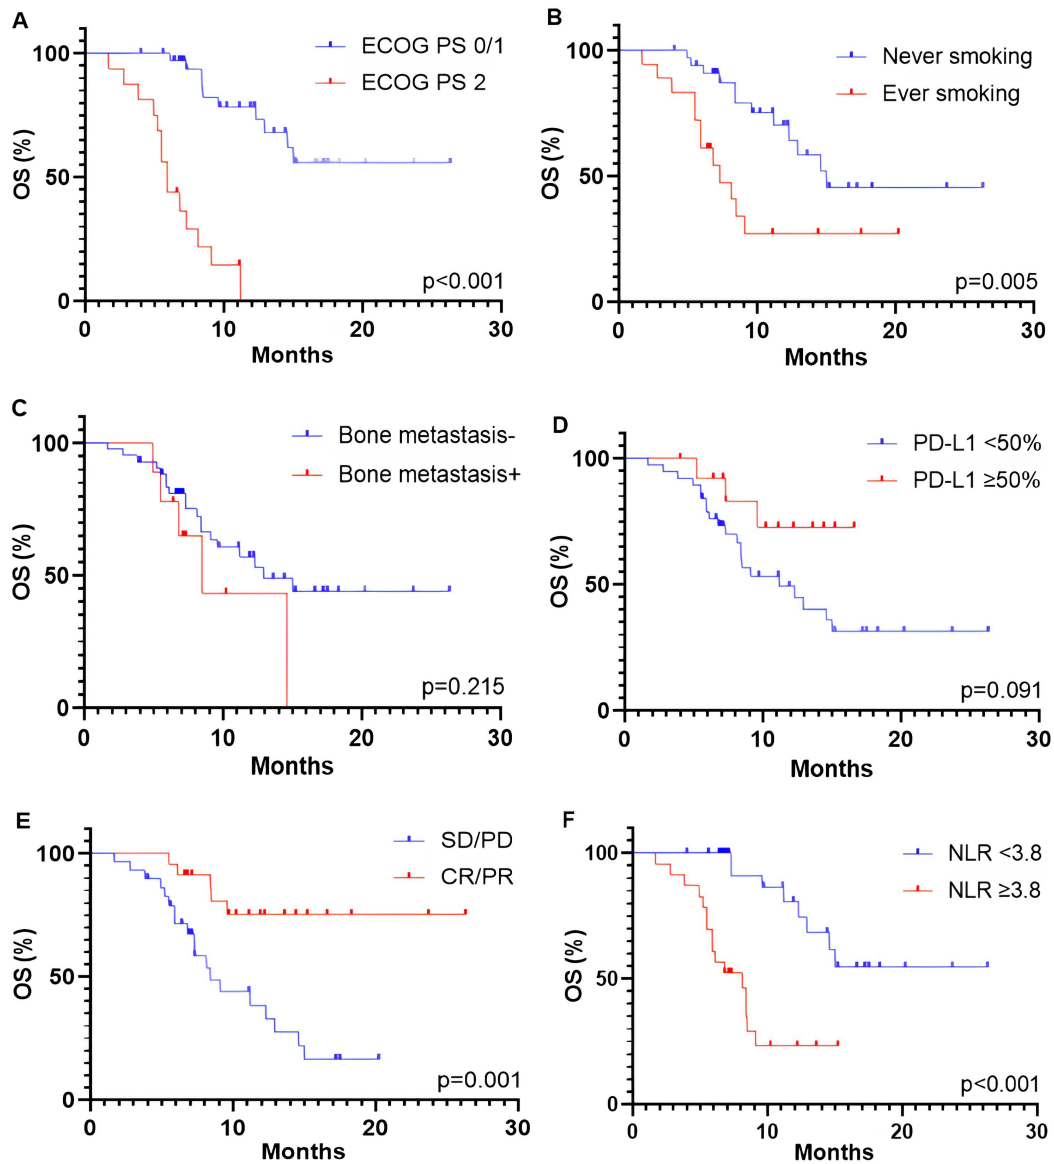 A
ECOG PS 0/1
ECOG PS 2
100
50
0
OS (%)
p<0.001
0 10 20 30
Months
B
Never smoking
Ever smoking
100
50
0
OS (%)
p=0.005
0 10 20 30
Months
C
Bone metastasis-
Bone metastasis+
100
50
0
OS (%)
p=0.215
0 10 20 30
Months
D
PD-L1 <50%
PD-L1 ≥50%
100
50
0
OS (%)
p=0.091
0 10 20 30
Months
E
SD/PD
CR/PR
100
50
0
OS (%)
p=0.001
0 10 20 30
Months
F
NLR <3.8
NLR ≥3.8
100
50
0
OS (%)
p<0.001
0 10 20 30
Months